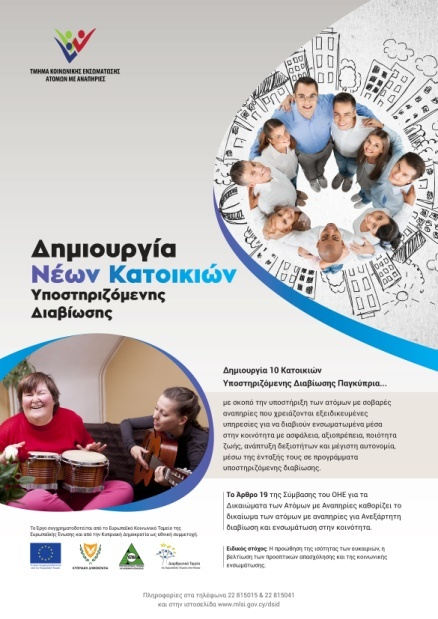 ΤΜΗΜΑ ΚΟΙΝΩΝΙΚΗΣ ΕΝΣΩΜΑΤΩΣΗΣ
ΑΤΟΜΩΝ ΜΕ ΑΝΑΠΗΡΙΕΣ
Δημιουργία
Νέων Κατοικιών
Υποστηριζόμενης
Διαβίωσης
Δημιουργία 10 Κατοικιών
Υποστηριζόμενης Διαβίωσης Παγκύπρια...
με σκοπό την υποστήριξη των ατόμων με σοβαρές
αναπηρίες που χρειάζονται εξειδικευμένες
υπηρεσίες για να διαβιούν ενσωματωμένα μέσα
στην κοινότητα με ασφάλεια, αξιοπρέπεια, ποιότητα
ζωής, ανάπτυξη δεξιοτήτων και μέγιστη αυτονομία,
μέσω της ένταξής τους σε προγράμματα
υποστηριζόμενης διαβίωσης.
Το Άρθρο 19 της Σύμβασης του ΟΗΕ για τα
Δικαιώματα των Ατόμων με Αναπηρίες καθορίζει το
δικαίωμα των ατόμων με αναπηρίες για Ανεξάρτητη
διαβίωση και ενσωμάτωση στην κοινότητα.
Ειδικός στόχος: Η προώθηση της ισότητας των ευκαιριών, η
βελτίωση των προοπτικών απασχόλησης και της κοινωνικής
ενσωμάτωσης.
Το Έργο συγχρηματοδοτείται από το Ευρωπαϊκό Κοινωνικό Ταμείο της
Ευρωπαϊκής Ένωσης και από την Κυπριακή Δημοκρατία ως εθνική συμμετοχή.
ΚΥΠΡΙΑΚΗ ΔΗΜΟΚΡΑΤΙΑ
Διαρθρωτικά Ταμεία
Πληροφορίες στα τηλέφωνα 22 815015 & 22 815041
και στην ιστοσελίδα www.mlsi.gov.cy/dsid